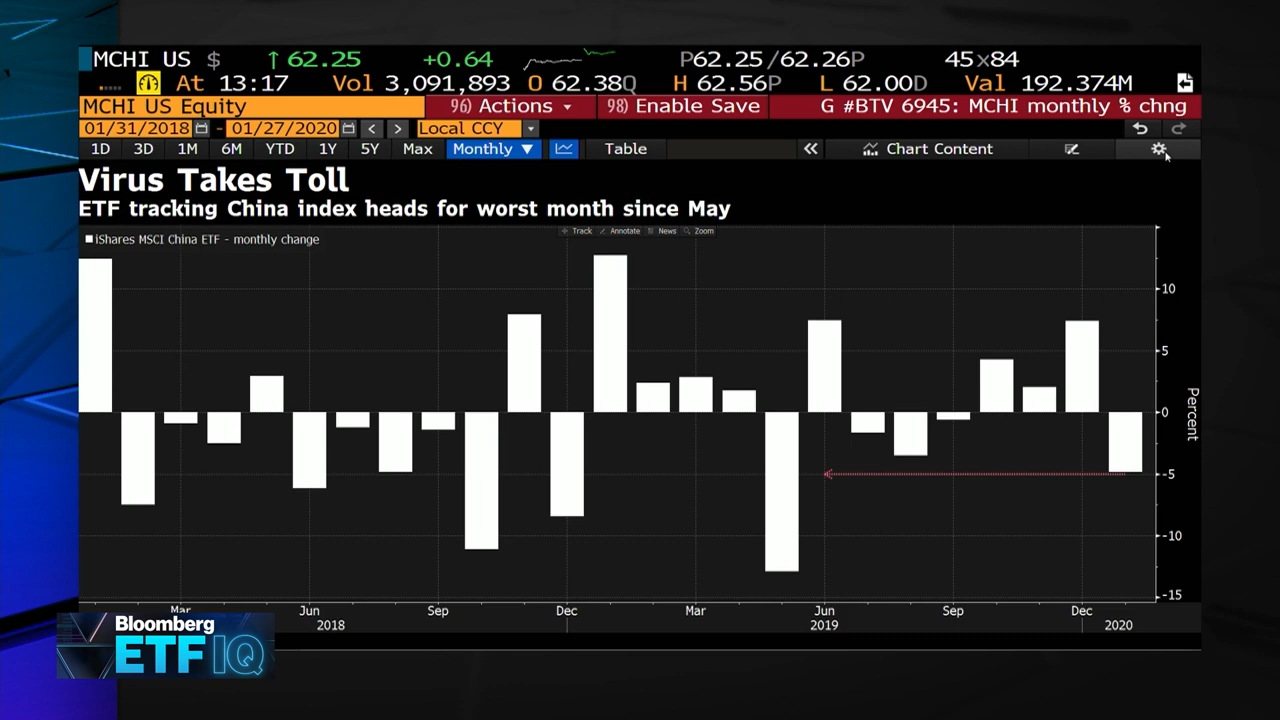 MCHI US $ ↑ 62.25 +0.64 P62.25/62.26P 45x84
At 13:17 Vol 3,091,893 O 62.38Q H 62.56P L 62.00D Val 192.374M
MCHI US Equity 96) Actions 98) Enable Save G #BTV 6945: MCHI monthly % chng
01/31/2018 - 01/27/2020 < > Local CCY
1D 3D 1M 6M YTD 1Y 5Y Max Monthly ▼ Table « Chart Content
Virus Takes Toll
ETF tracking China index heads for worst month since May
Track Annotate News Zoom
iShares MSCI China ETF - monthly change
10
5
0
-5
-10
-15
Percent
Mar Jun Sep Dec Mar Jun Sep Dec
2018 2019 2020
Bloomberg
ETF IQ